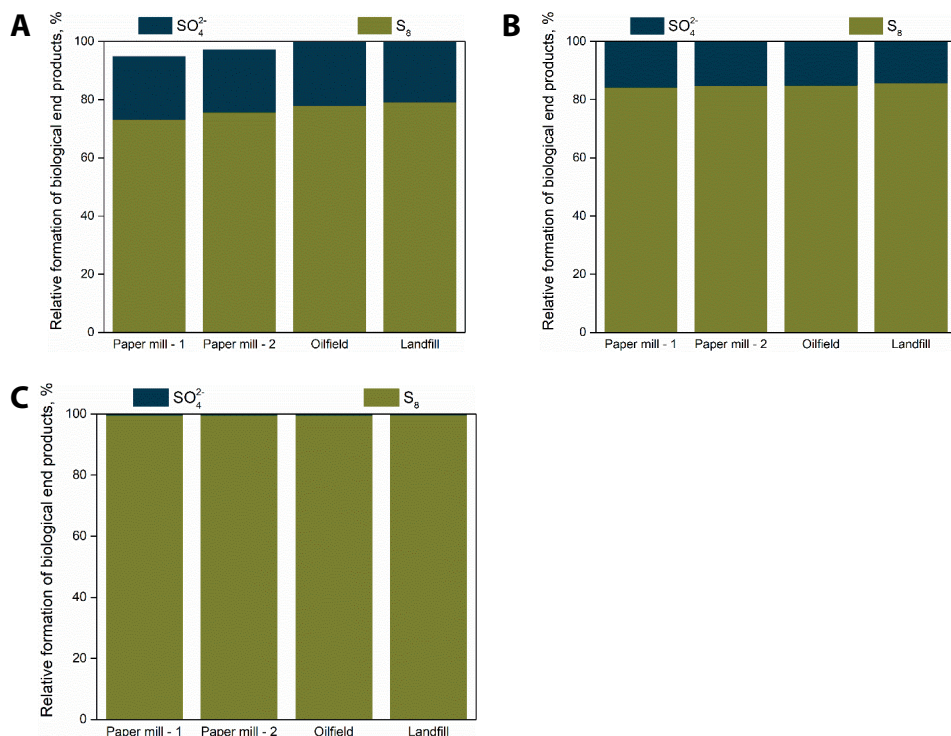 A
SO₄²⁻ S₈
Relative formation of biological end products, %
100
80
60
40
20
0
Paper mill - 1 Paper mill - 2 Oilfield Landfill
B
SO₄²⁻ S₈
Relative formation of biological end products, %
100
80
60
40
20
0
Paper mill - 1 Paper mill - 2 Oilfield Landfill
C
SO₄²⁻ S₈
Relative formation of biological end products, %
100
80
60
40
20
0
Paper mill - 1 Paper mill - 2 Oilfield Landfill